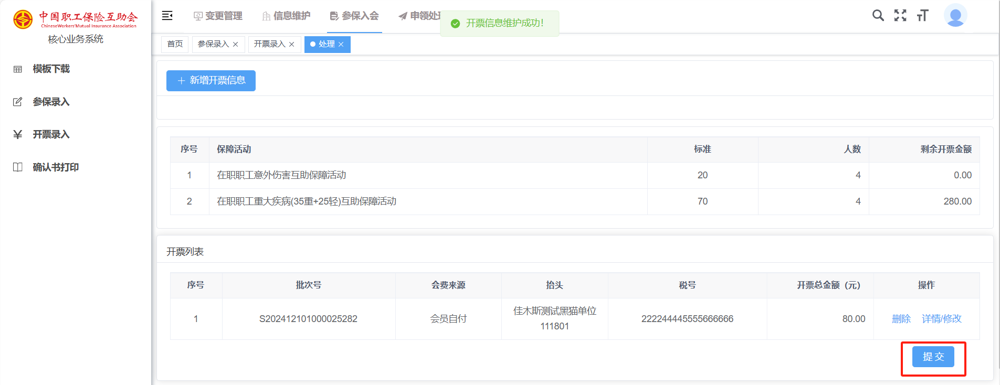 中国职工保险互助会
ChineseWorkers'Mutual Insurance Association
核心业务系统
模板下载
参保录入
开票录入
确认书打印
变更管理 信息维护 参保入会 申领处
开票信息维护成功!
首页 参保录入 开票录入 处理
新增开票信息
序号 保障活动 标准 人数 剩余开票金额
1 在职职工意外伤害互助保障活动 20 4 0.00
2 在职职工重大疾病(35重+25轻)互助保障活动 70 4 280.00
开票列表
序号 批次号 会费来源 抬头 税号 开票总金额（元） 操作
1 S202412101000025282 会员自付 佳木斯测试黑猫单位 222244445555666666 80.00 删除 详情/修改
111801
提 交